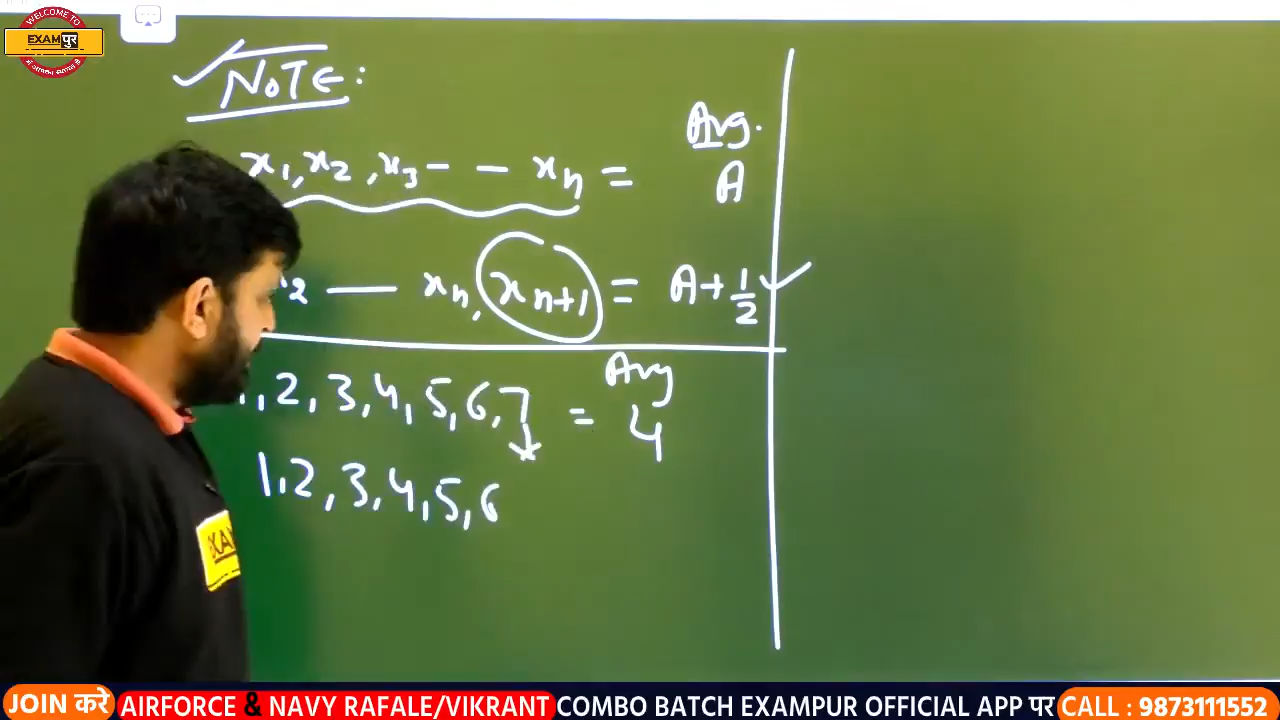 WELCOME TO
EXAMपुर
NOTE:
Avg.
x1, x2, x3 - - xn = A
2 — xn, xn+1 = A + 1/2
Avg
1, 2, 3, 4, 5, 6, 7 = 4
1, 2, 3, 4, 5, 6
EXAM
JOIN करे AIRFORCE & NAVY RAFALE/VIKRANT COMBO BATCH EXAMPUR OFFICIAL APP पर CALL : 9873111552